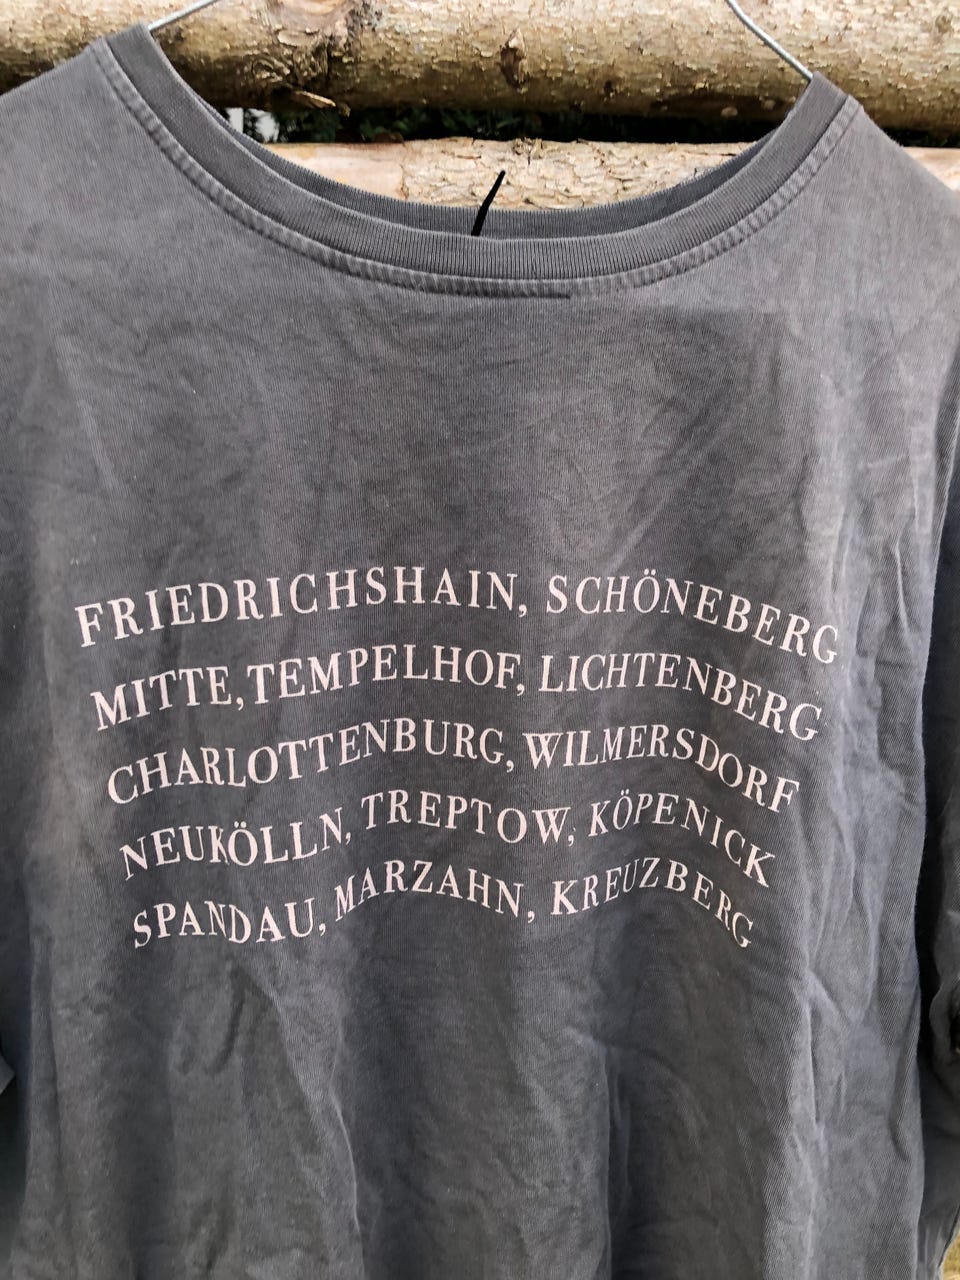 FRIEDRICHSHAIN, SCHÖNEBERG
MITTE, TEMPELHOF, LICHTENBERG
CHARLOTTENBURG, WILMERSDORF
NEUKÖLLN, TREPTOW, KÖPENICK
SPANDAU, MARZAHN, KREUZBERG